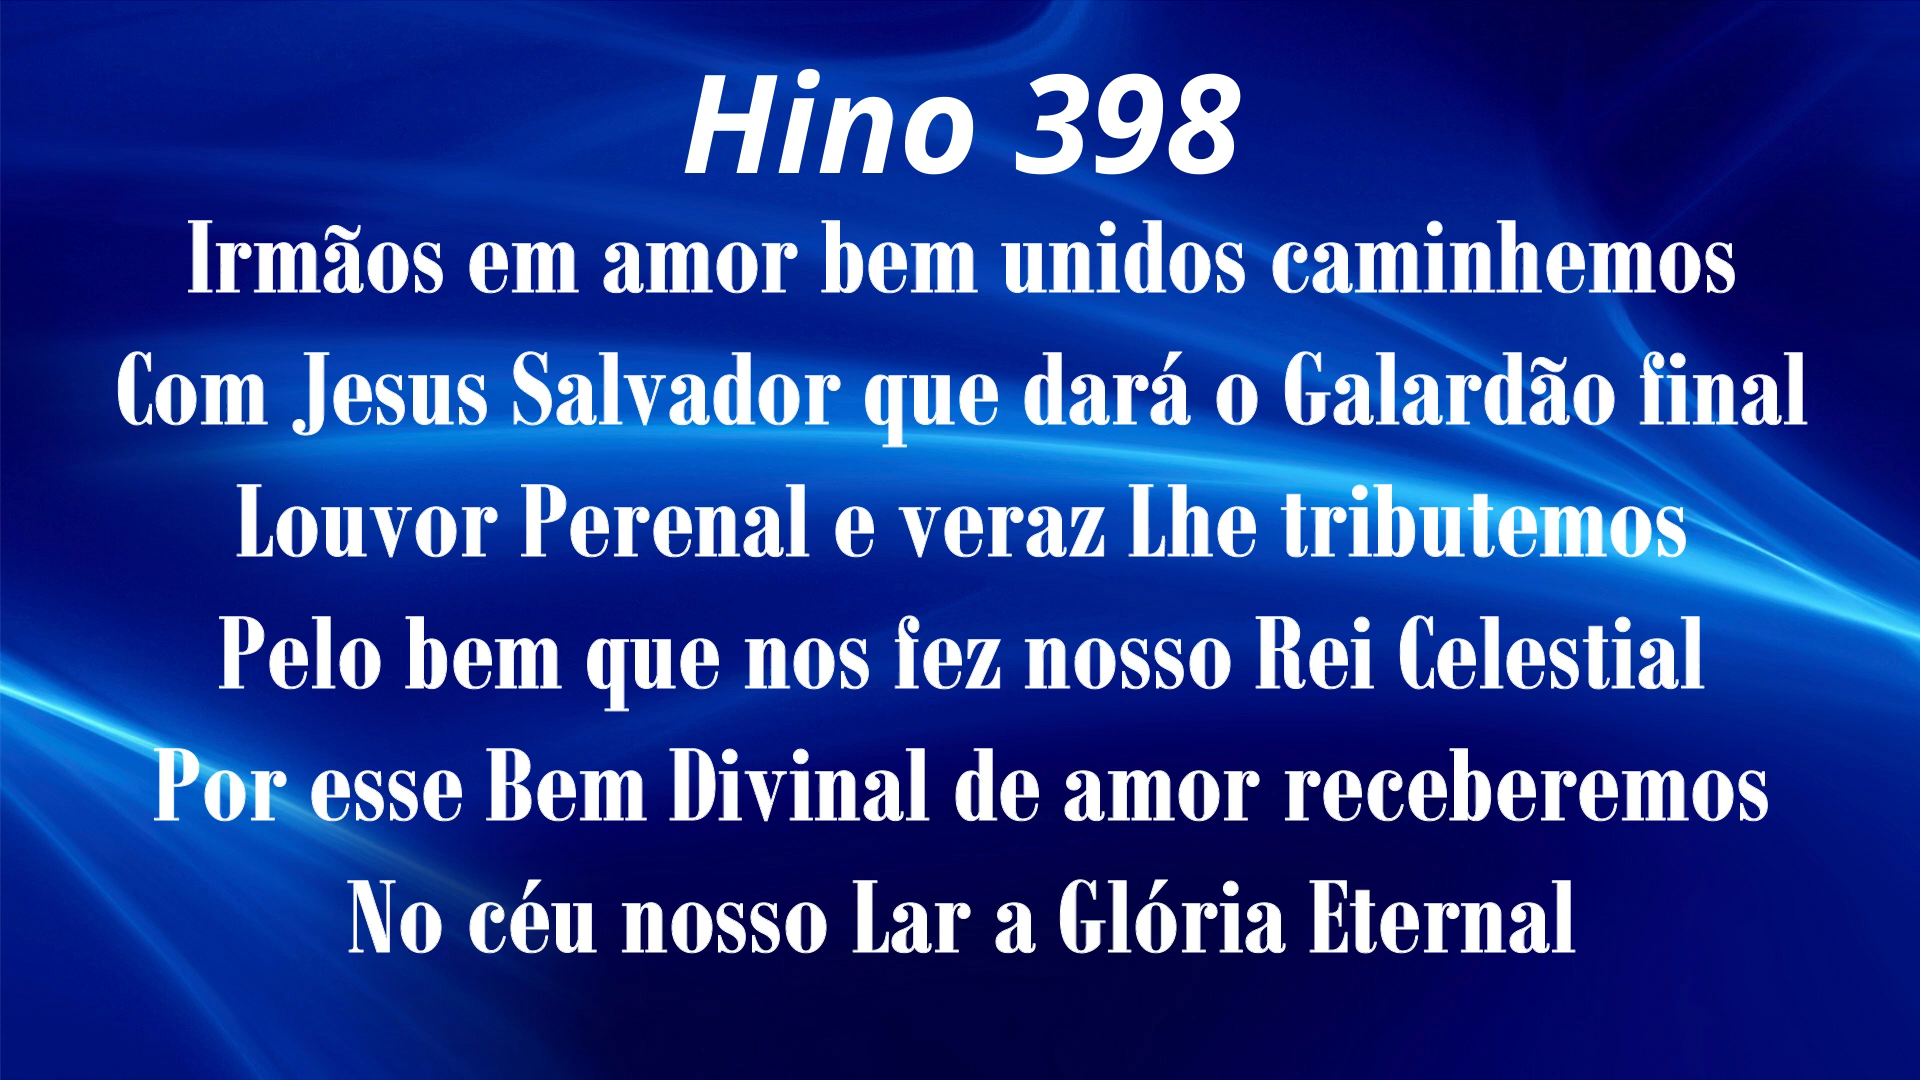 Hino 398
Irmãos em amor bem unidos caminhemos
Com Jesus Salvador que dará o Galardão final
Louvor Perenal e veraz Lhe tributemos
Pelo bem que nos fez nosso Rei Celestial
Por esse Bem Divinal de amor receberemos
No céu nosso Lar a Glória Eternal